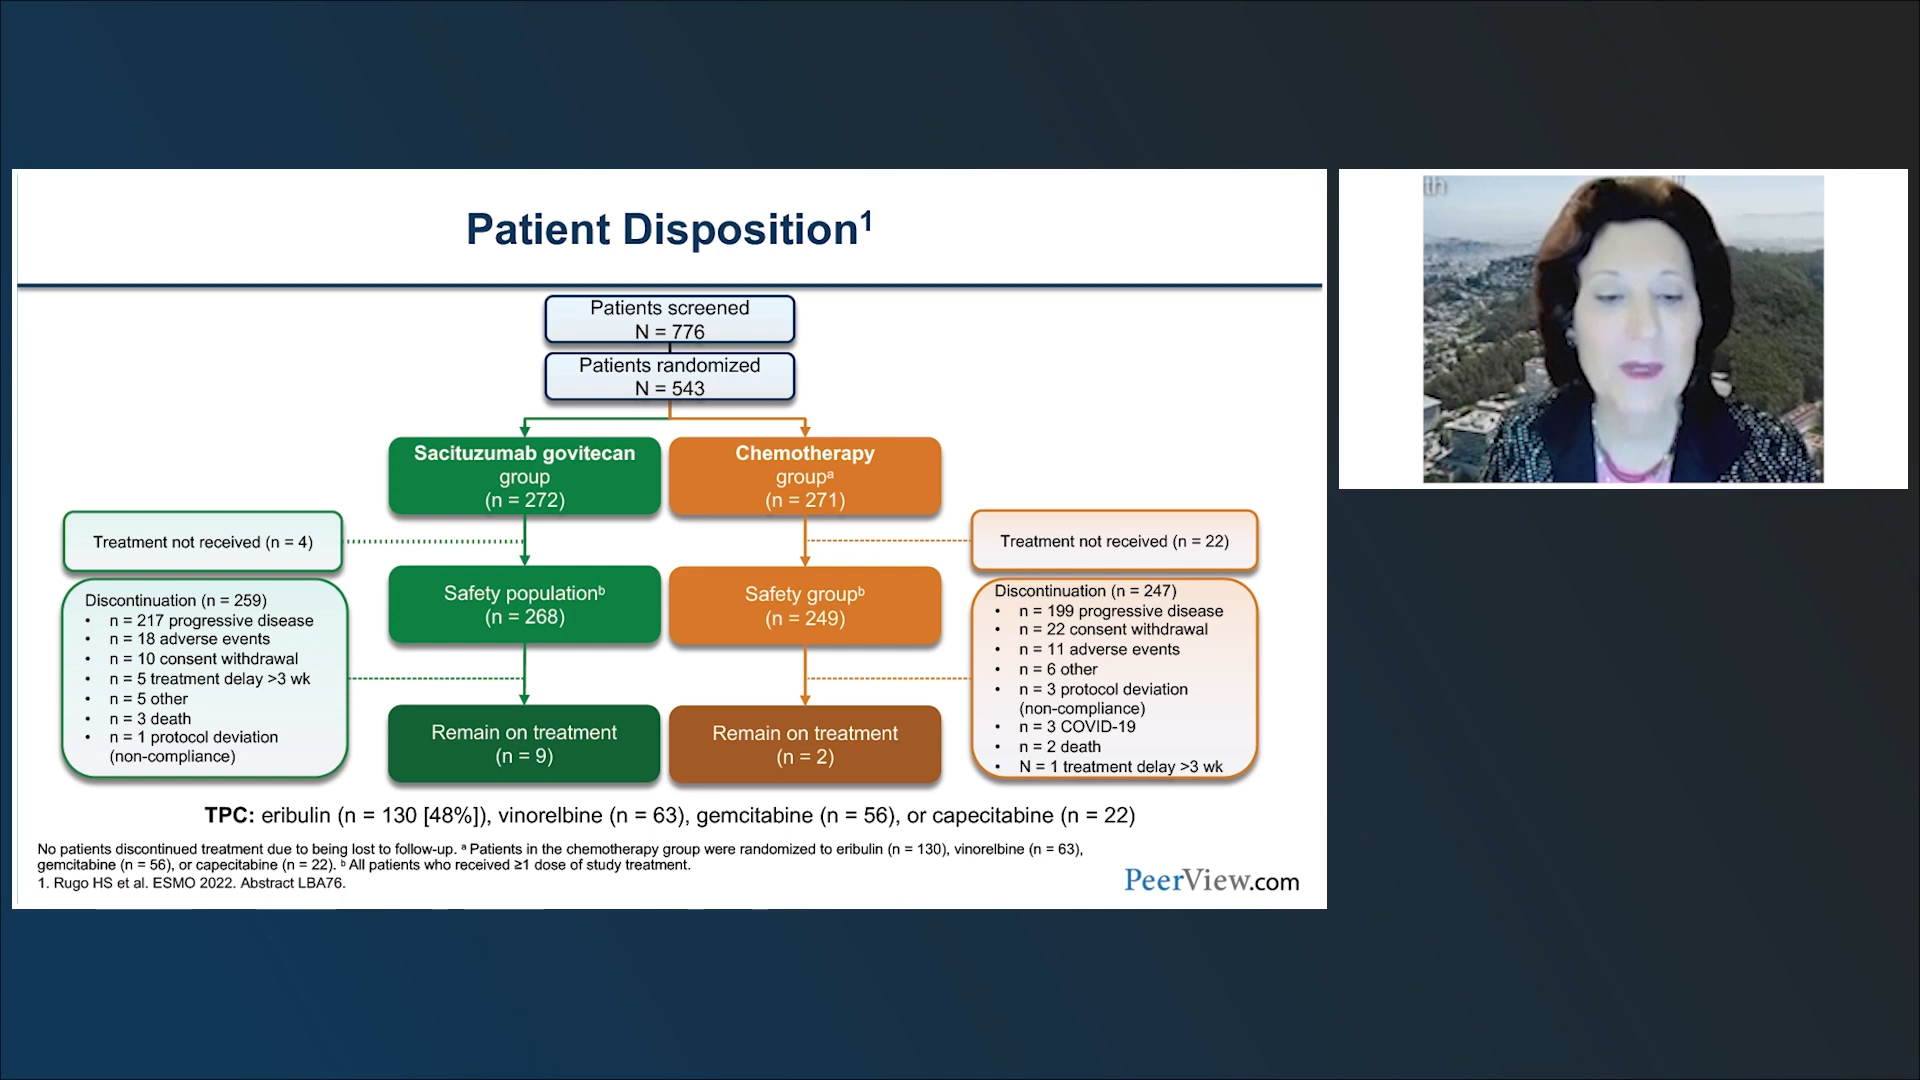 Patient Disposition¹
Patients screened
N = 776
Patients randomized
N = 543
Sacituzumab govitecan
group
(n = 272)
Chemotherapy
groupᵃ
(n = 271)
Treatment not received (n = 4)
Treatment not received (n = 22)
Safety populationᵇ
(n = 268)
Safety groupᵇ
(n = 249)
Discontinuation (n = 259)
• n = 217 progressive disease
• n = 18 adverse events
• n = 10 consent withdrawal
• n = 5 treatment delay >3 wk
• n = 5 other
• n = 3 death
• n = 1 protocol deviation
(non-compliance)
Discontinuation (n = 247)
• n = 199 progressive disease
• n = 22 consent withdrawal
• n = 11 adverse events
• n = 6 other
• n = 3 protocol deviation
(non-compliance)
• n = 3 COVID-19
• n = 2 death
• N = 1 treatment delay >3 wk
Remain on treatment
(n = 9)
Remain on treatment
(n = 2)
TPC: eribulin (n = 130 [48%]), vinorelbine (n = 63), gemcitabine (n = 56), or capecitabine (n = 22)
No patients discontinued treatment due to being lost to follow-up. ᵃ Patients in the chemotherapy group were randomized to eribulin (n = 130), vinorelbine (n = 63),
gemcitabine (n = 56), or capecitabine (n = 22). ᵇ All patients who received ≥1 dose of study treatment.
1. Rugo HS et al. ESMO 2022. Abstract LBA76.
PeerView.com
th